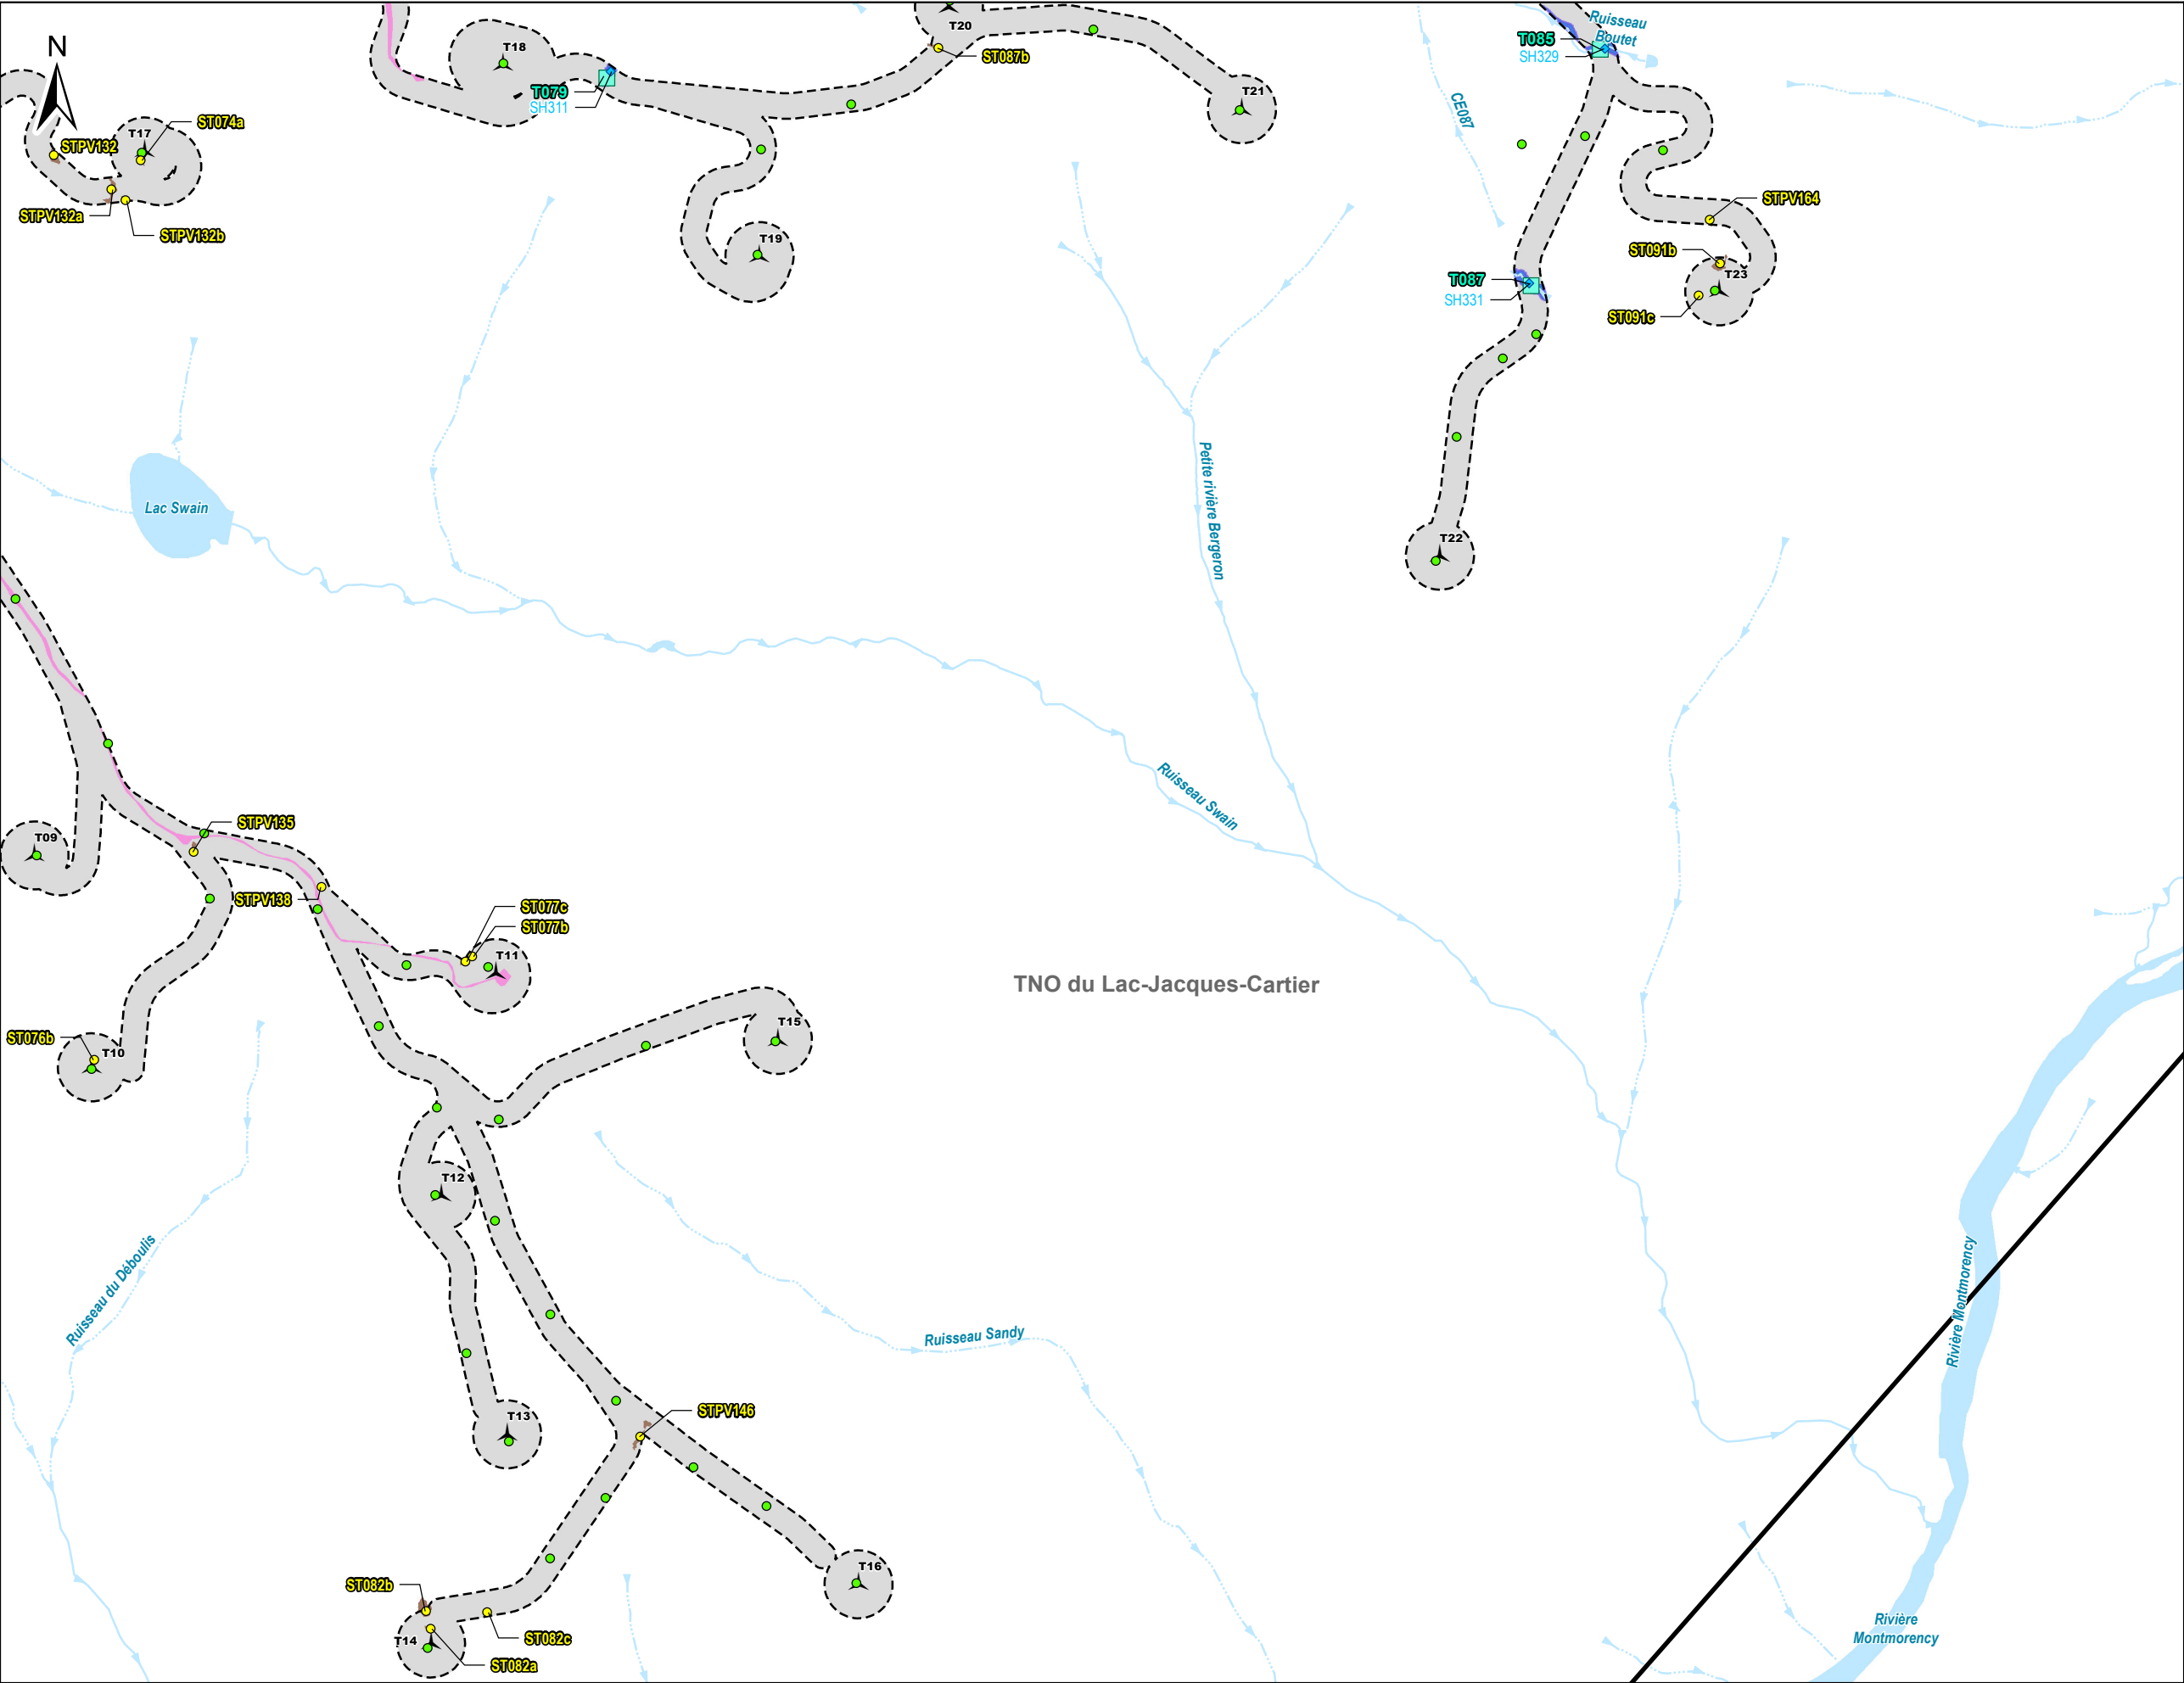 N
T18
T20
ST087b
T079
SH311
T21
Ruisseau
Boutet
T085
SH329
CE087
STPV132
T17
ST074a
STPV132a
STPV132b
T19
STPV164
ST091b
T23
T087
SH331
ST091c
Lac Swain
Petite rivière Bergeron
T22
Ruisseau Swain
T09
STPV135
STPV138
ST077c
ST077b
T11
TNO du Lac-Jacques-Cartier
T15
ST076b
T10
T12
Ruisseau du Déboulis
Ruisseau Sandy
Rivière Montmorency
T13
STPV146
T16
ST082b
T14
ST082c
ST082a
Rivière
Montmorency